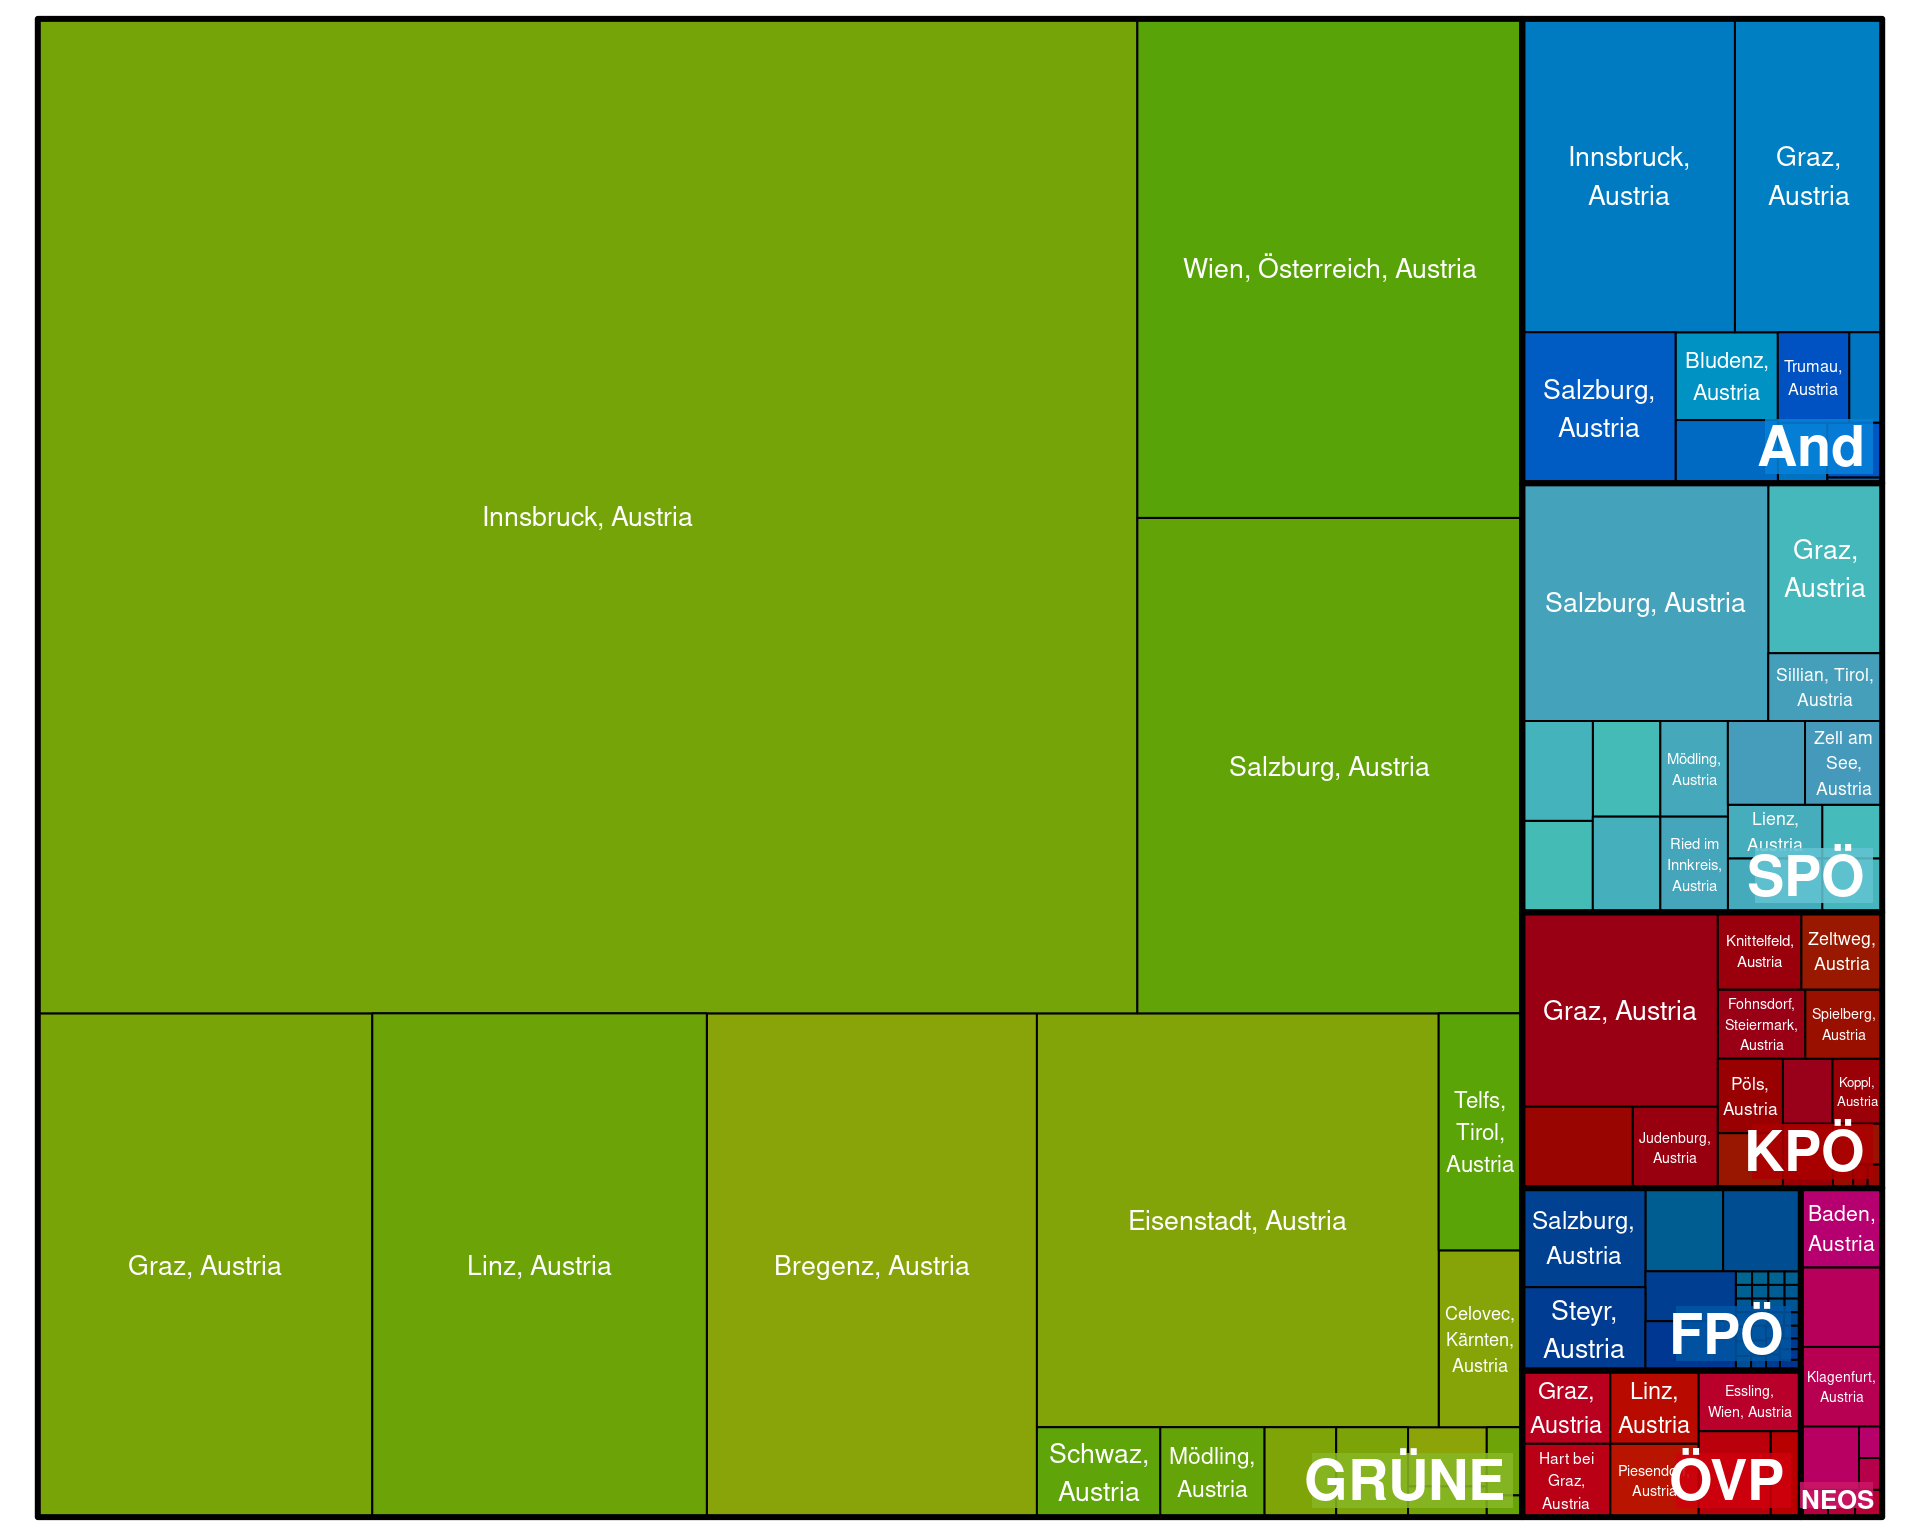 Innsbruck, Austria
Wien, Österreich, Austria
Salzburg, Austria
Graz, Austria
Linz, Austria
Bregenz, Austria
Eisenstadt, Austria
Telfs,
Tirol,
Austria
Celovec,
Kärnten,
Austria
Schwaz,
Austria
Mödling,
Austria
GRÜNE
Innsbruck,
Austria
Graz,
Austria
Salzburg,
Austria
Bludenz,
Austria
Trumau,
Austria
And
Salzburg, Austria
Graz,
Austria
Sillian, Tirol,
Austria
Mödling,
Austria
Zell am
See,
Austria
Ried im
Innkreis,
Austria
Lienz,
Austria
SPÖ
Graz, Austria
Knittelfeld,
Austria
Zeltweg,
Austria
Fohnsdorf,
Steiermark,
Austria
Spielberg,
Austria
Pöls,
Austria
Koppl,
Austria
Judenburg,
Austria
KPÖ
Salzburg,
Austria
Steyr,
Austria
FPÖ
Baden,
Austria
Klagenfurt,
Austria
NEOS
Graz,
Austria
Linz,
Austria
Essling,
Wien, Austria
Hart bei
Graz,
Austria
Austria
ÖVP